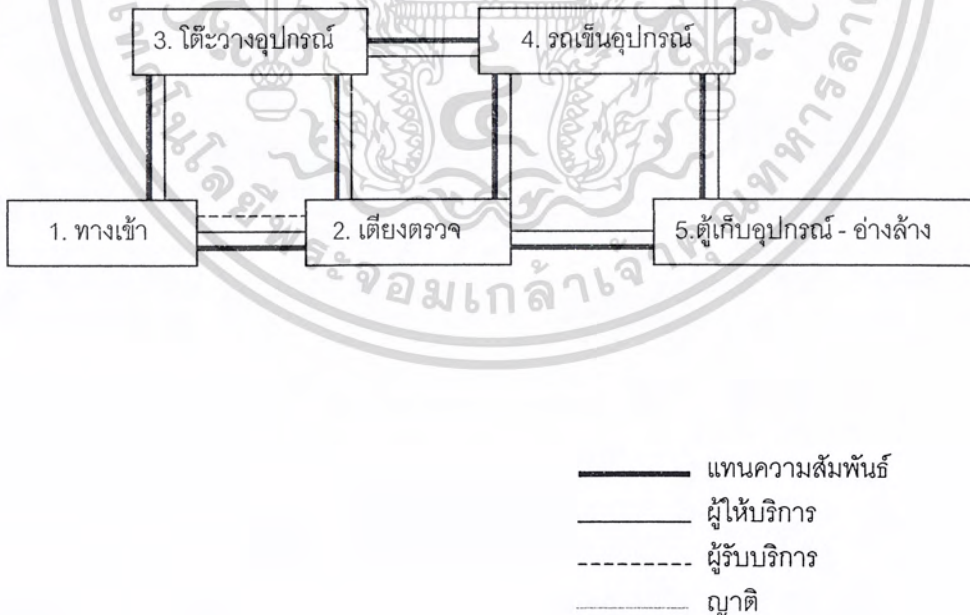 3. โต๊ะวางอุปกรณ์
4. รถเข็นอุปกรณ์
1. ทางเข้า
2. เตียงตรวจ
5.ตู้เก็บอุปกรณ์ - อ่างล้าง
แทนความสัมพันธ์
ผู้ให้บริการ
ผู้รับบริการ
ญาติ